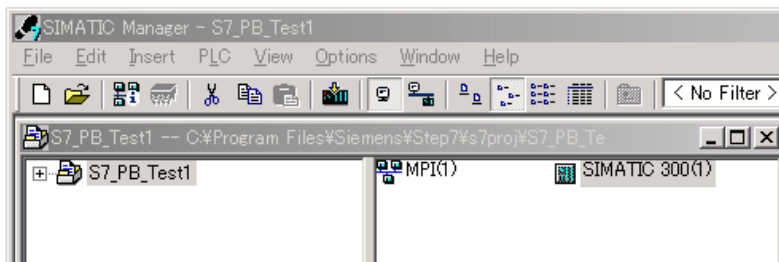 SIMATIC Manager - S7_PB_Test1
File Edit Insert PLC View Options Window Help
< No Filter >
S7_PB_Test1 -- C:¥Program Files¥Siemens¥Step7¥s7proj¥S7_PB_Te
S7_PB_Test1
MPI(1) SIMATIC 300(1)